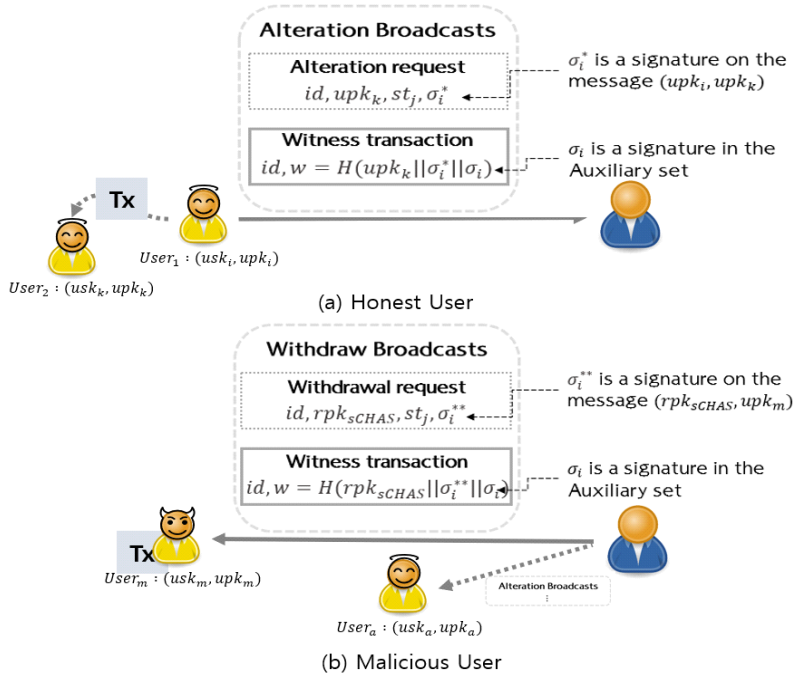 Alteration Broadcasts
Alteration request
id, upk_k, st_j, σ_i^*
σ_i^* is a signature on the
message (upk_i, upk_k)
Witness transaction
id, w = H(upk_k||σ_i^*||σ_i)
σ_i is a signature in the
Auxiliary set
Tx
User_1 : (usk_i, upk_i)
User_2 : (usk_k, upk_k)
(a) Honest User
Withdraw Broadcasts
Withdrawal request
id, rpk_sCHAS, st_j, σ_i^**
σ_i^** is a signature on the
message (rpk_sCHAS, upk_m)
Witness transaction
id, w = H(rpk_sCHAS||σ_i^**||σ_i)
σ_i is a signature in the
Auxiliary set
Tx
User_m : (usk_m, upk_m)
Alteration Broadcasts
⋮
User_a : (usk_a, upk_a)
(b) Malicious User